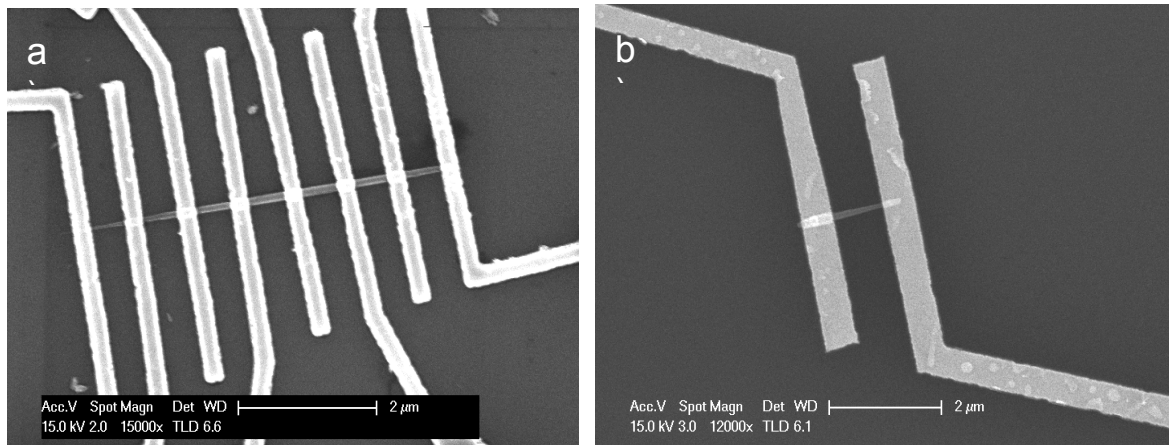 a
b
Acc.V Spot Magn Det WD 2 µm
15.0 kV 2.0 15000x TLD 6.6
Acc.V Spot Magn Det WD 2 µm
15.0 kV 3.0 12000x TLD 6.1